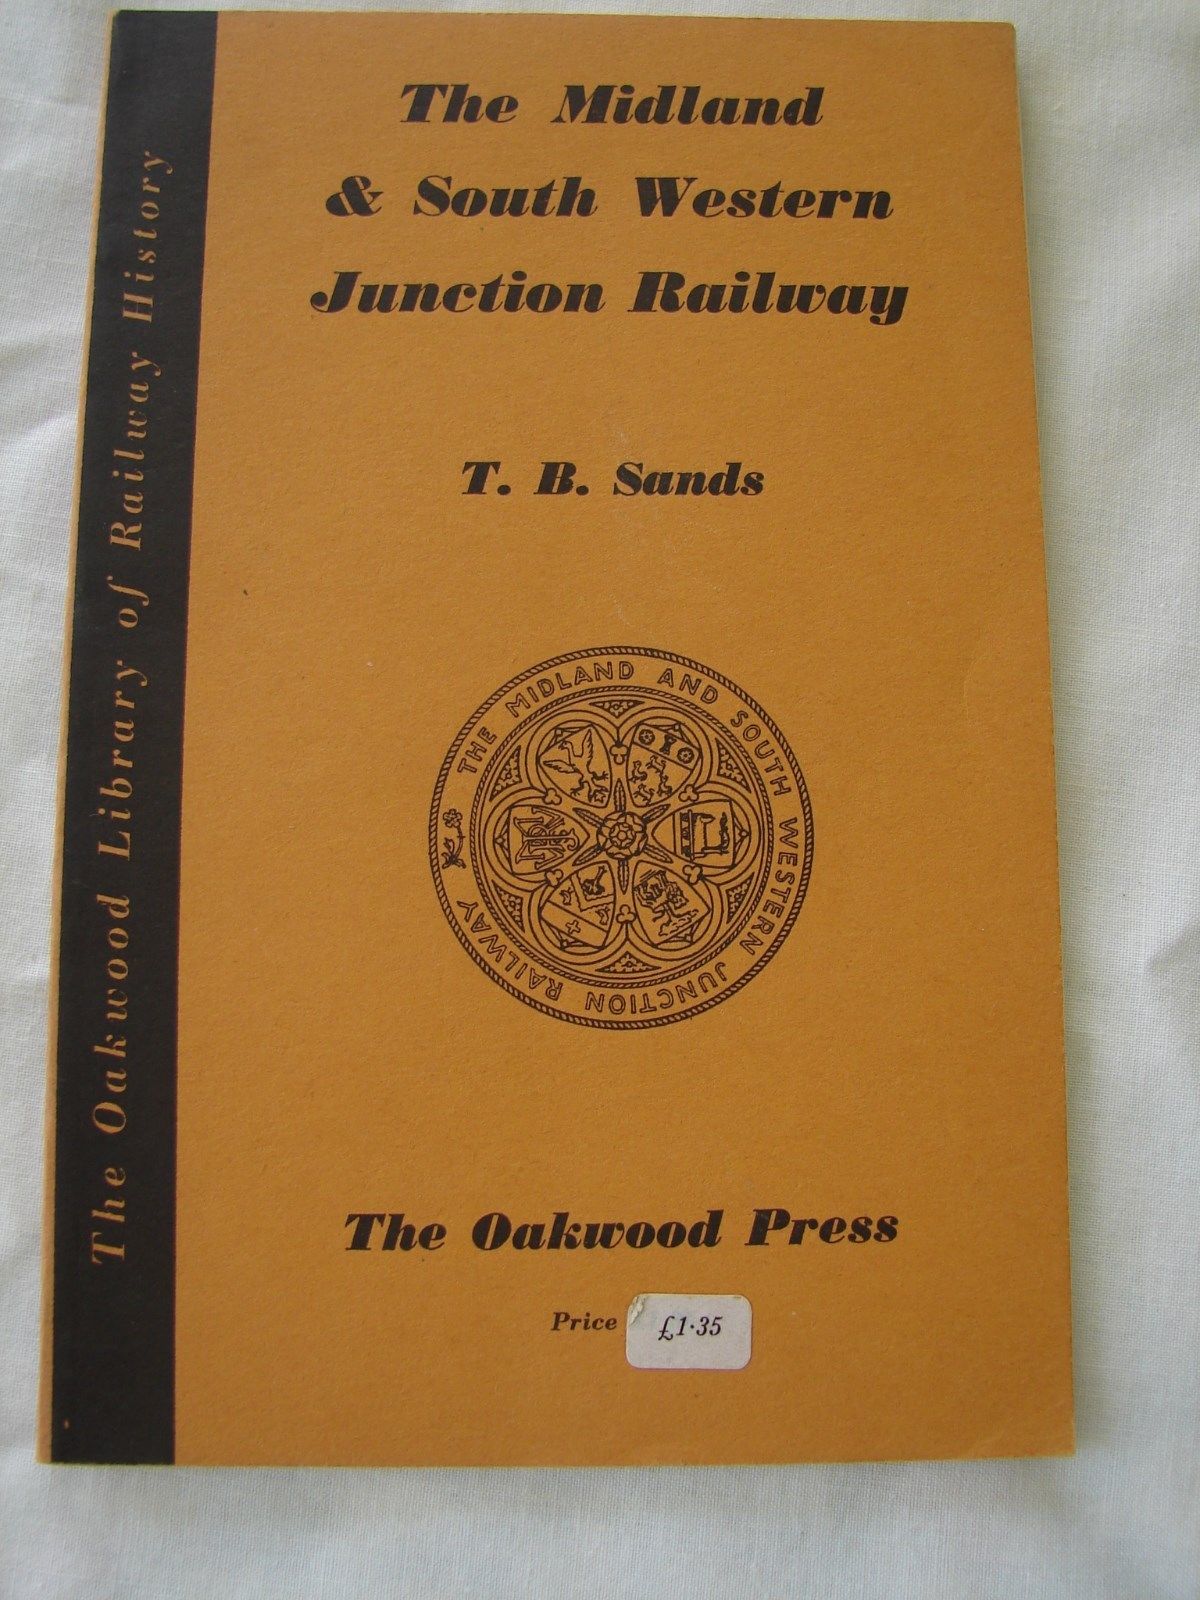 The Midland
& South Western
Junction Railway
T. B. Sands
THE MIDLAND AND SOUTH WESTERN JUNCTION RAILWAY
The Oakwood Press
Price £1·35
The Oakwood Library of Railway History